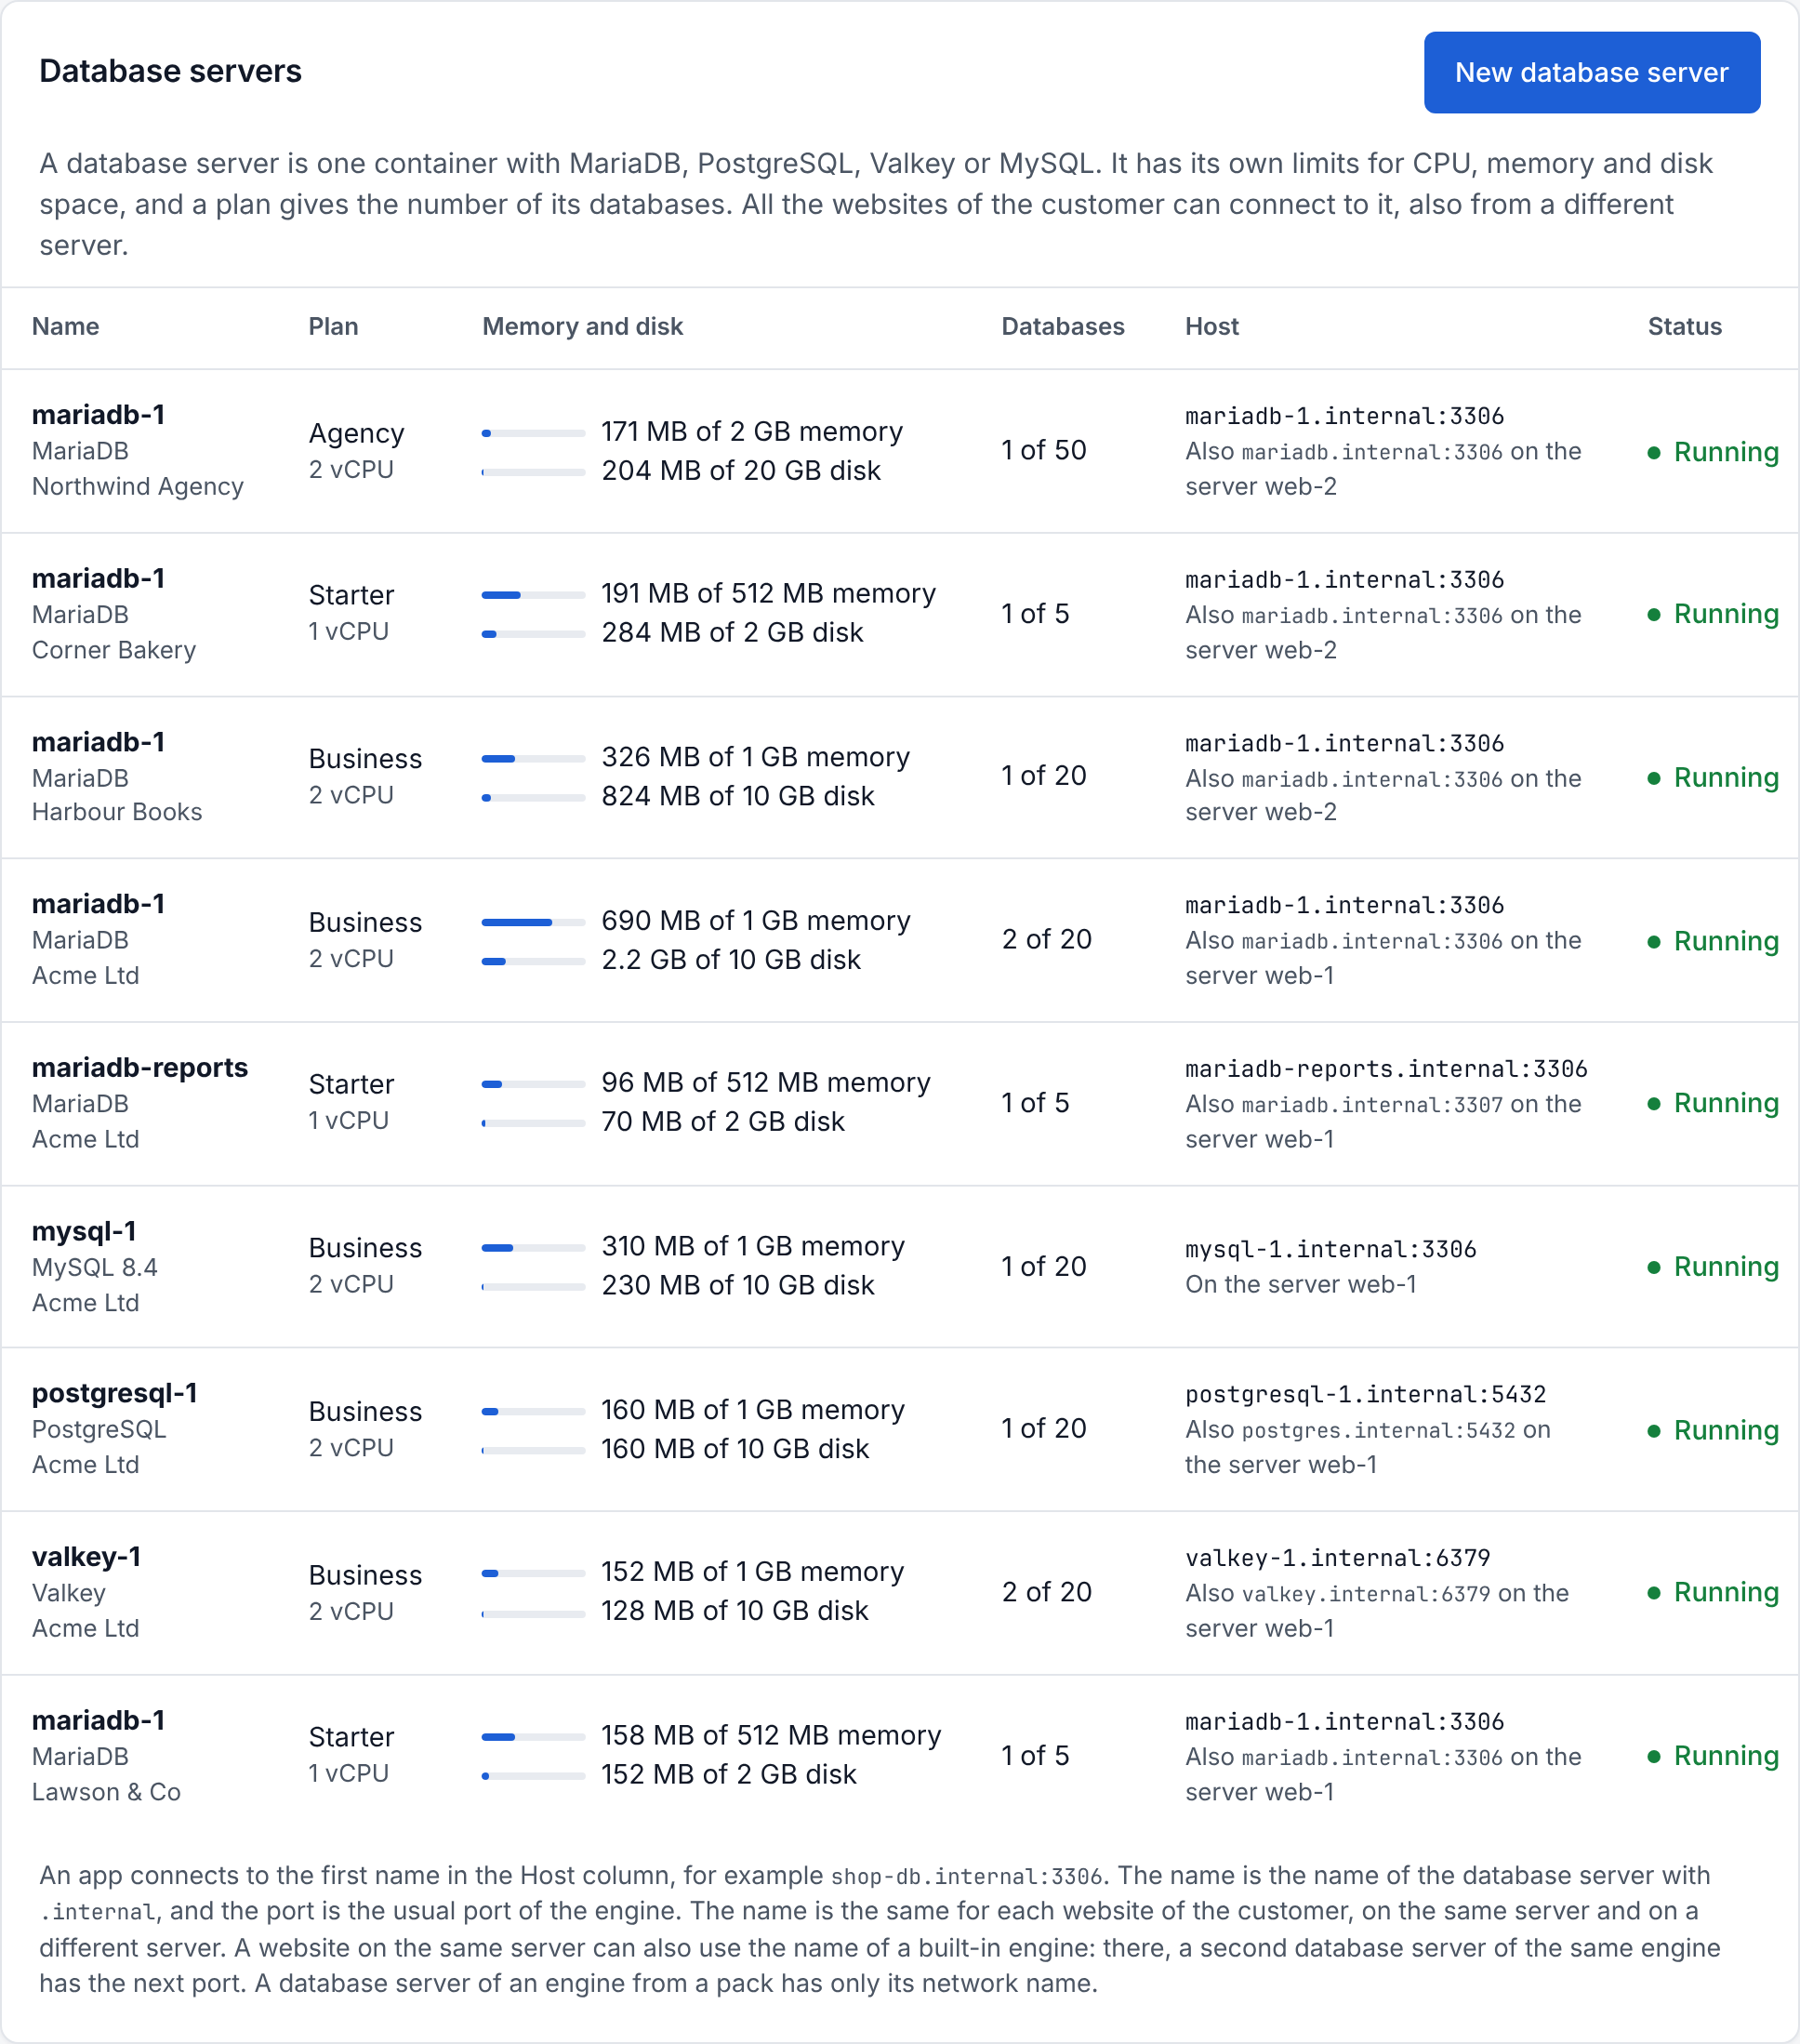 Database servers
New database server
A database server is one container with MariaDB, PostgreSQL, Valkey or MySQL. It has its own limits for CPU, memory and disk
space, and a plan gives the number of its databases. All the websites of the customer can connect to it, also from a different
server.
Name Plan Memory and disk Databases Host Status
mariadb-1
MariaDB
Northwind Agency
Agency
2 vCPU
171 MB of 2 GB memory
204 MB of 20 GB disk
1 of 50
mariadb-1.internal:3306
Also mariadb.internal:3306 on the
server web-2
Running
mariadb-1
MariaDB
Corner Bakery
Starter
1 vCPU
191 MB of 512 MB memory
284 MB of 2 GB disk
1 of 5
mariadb-1.internal:3306
Also mariadb.internal:3306 on the
server web-2
Running
mariadb-1
MariaDB
Harbour Books
Business
2 vCPU
326 MB of 1 GB memory
824 MB of 10 GB disk
1 of 20
mariadb-1.internal:3306
Also mariadb.internal:3306 on the
server web-2
Running
mariadb-1
MariaDB
Acme Ltd
Business
2 vCPU
690 MB of 1 GB memory
2.2 GB of 10 GB disk
2 of 20
mariadb-1.internal:3306
Also mariadb.internal:3306 on the
server web-1
Running
mariadb-reports
MariaDB
Acme Ltd
Starter
1 vCPU
96 MB of 512 MB memory
70 MB of 2 GB disk
1 of 5
mariadb-reports.internal:3306
Also mariadb.internal:3307 on the
server web-1
Running
mysql-1
MySQL 8.4
Acme Ltd
Business
2 vCPU
310 MB of 1 GB memory
230 MB of 10 GB disk
1 of 20
mysql-1.internal:3306
On the server web-1
Running
postgresql-1
PostgreSQL
Acme Ltd
Business
2 vCPU
160 MB of 1 GB memory
160 MB of 10 GB disk
1 of 20
postgresql-1.internal:5432
Also postgres.internal:5432 on
the server web-1
Running
valkey-1
Valkey
Acme Ltd
Business
2 vCPU
152 MB of 1 GB memory
128 MB of 10 GB disk
2 of 20
valkey-1.internal:6379
Also valkey.internal:6379 on the
server web-1
Running
mariadb-1
MariaDB
Lawson & Co
Starter
1 vCPU
158 MB of 512 MB memory
152 MB of 2 GB disk
1 of 5
mariadb-1.internal:3306
Also mariadb.internal:3306 on the
server web-1
Running
An app connects to the first name in the Host column, for example shop-db.internal:3306. The name is the name of the database server with
.internal, and the port is the usual port of the engine. The name is the same for each website of the customer, on the same server and on a
different server. A website on the same server can also use the name of a built-in engine: there, a second database server of the same engine
has the next port. A database server of an engine from a pack has only its network name.